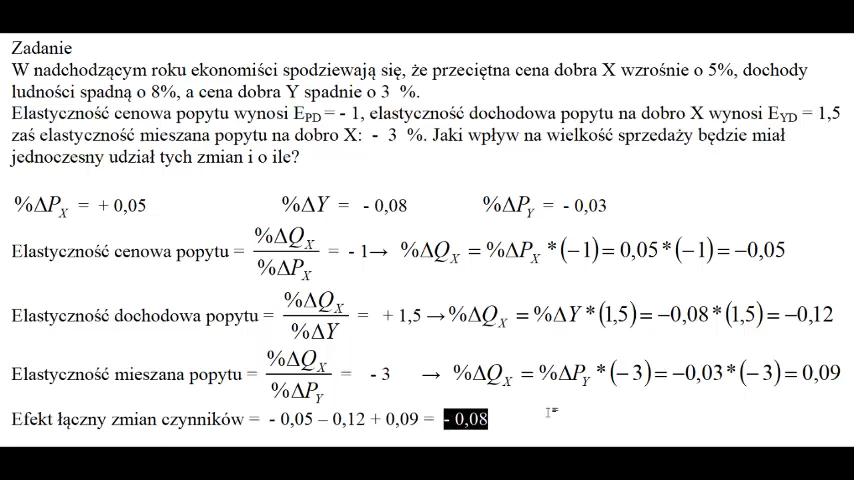 Zadanie
W nadchodzącym roku ekonomiści spodziewają się, że przeciętna cena dobra X wzrośnie o 5%, dochody
ludności spadną o 8%, a cena dobra Y spadnie o 3 %.
Elastyczność cenowa popytu wynosi EPD = - 1, elastyczność dochodowa popytu na dobro X wynosi EYD = 1,5
zaś elastyczność mieszana popytu na dobro X: - 3 %. Jaki wpływ na wielkość sprzedaży będzie miał
jednoczesny udział tych zmian i o ile?
%ΔPX = + 0,05 %ΔY = - 0,08 %ΔPY = - 0,03
Elastyczność cenowa popytu = %ΔQX / %ΔPX = - 1→ %ΔQX = %ΔPX *(−1)= 0,05 *(−1)= −0,05
Elastyczność dochodowa popytu = %ΔQX / %ΔY = + 1,5 → %ΔQX = %ΔY *(1,5)= −0,08 *(1,5)= −0,12
Elastyczność mieszana popytu = %ΔQX / %ΔPY = - 3 → %ΔQX = %ΔPY *(−3)= −0,03 *(−3)= 0,09
Efekt łączny zmian czynników = - 0,05 – 0,12 + 0,09 = - 0,08